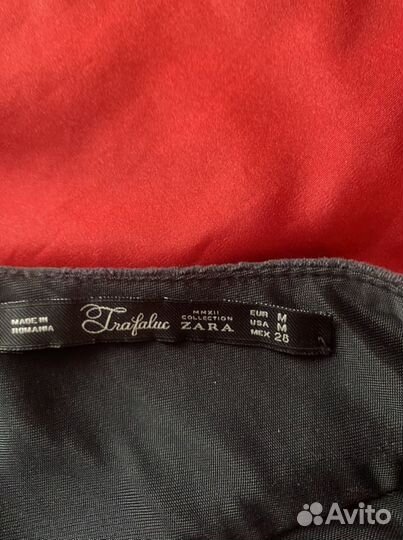 MADE IN
ROMANIA
Trafaluc
MMXII
COLLECTION
ZARA
EUR M
USA M
MEX 28
Avito